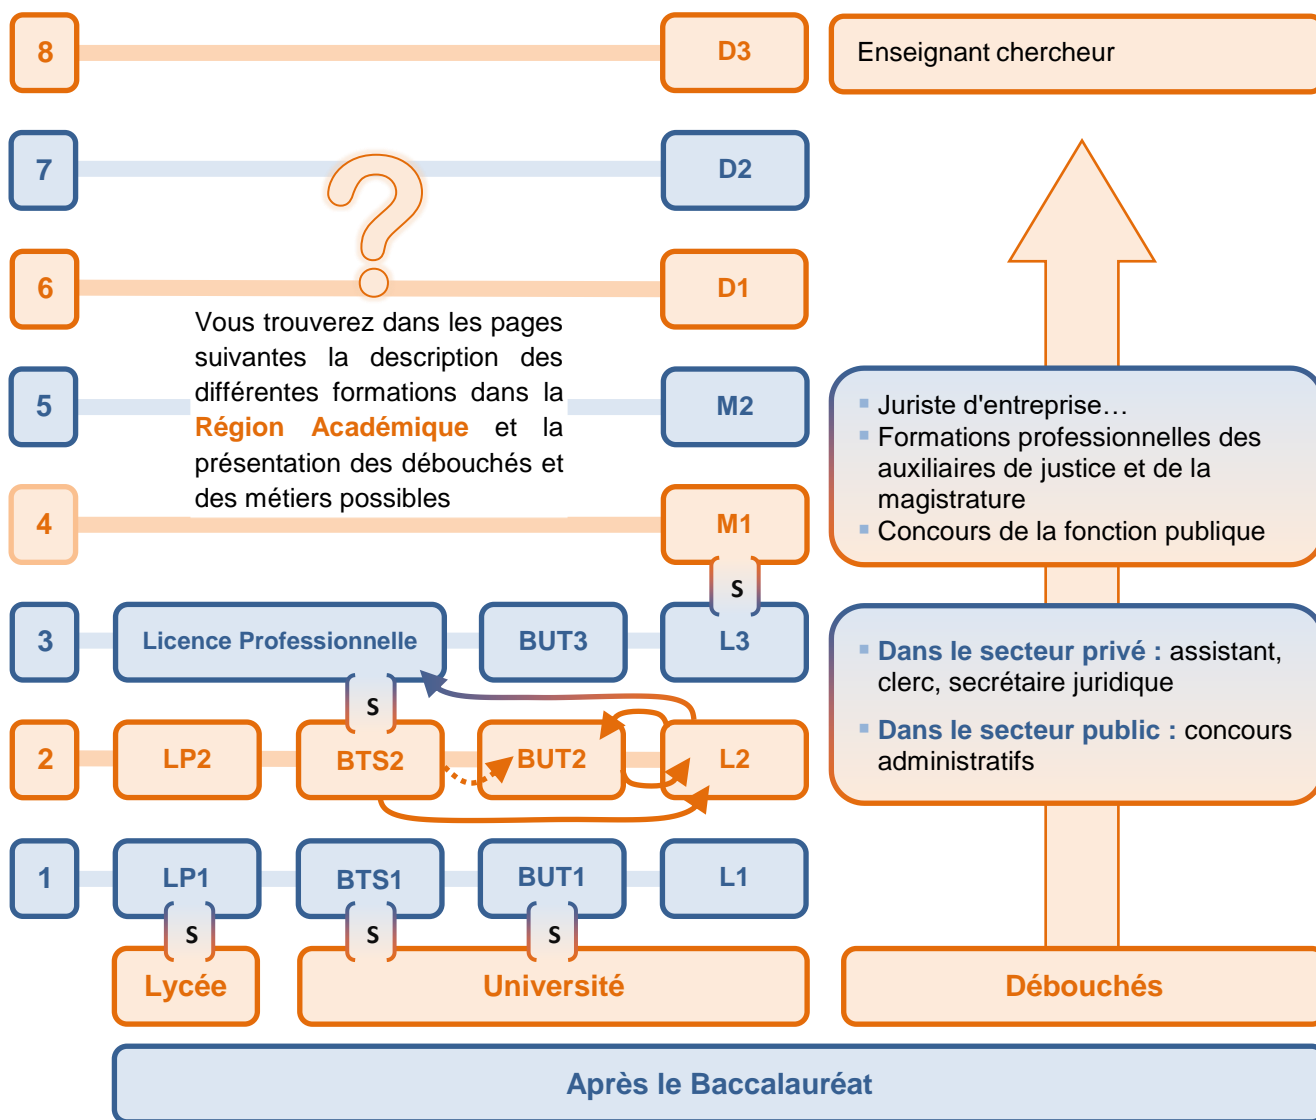 8 D3 Enseignant chercheur
7 D2
?
6 D1
Vous trouverez dans les pages
suivantes la description des
différentes formations dans la
Région Académique et la
présentation des débouchés et
des métiers possibles
5 M2
▪ Juriste d'entreprise…
▪ Formations professionnelles des
auxiliaires de justice et de la
magistrature
▪ Concours de la fonction publique
4 M1
S
3 Licence Professionnelle BUT3 L3
▪ Dans le secteur privé : assistant,
clerc, secrétaire juridique
▪ Dans le secteur public : concours
administratifs
S
2 LP2 BTS2 BUT2 L2
1 LP1 BTS1 BUT1 L1
S S S
Lycée Université Débouchés
Après le Baccalauréat